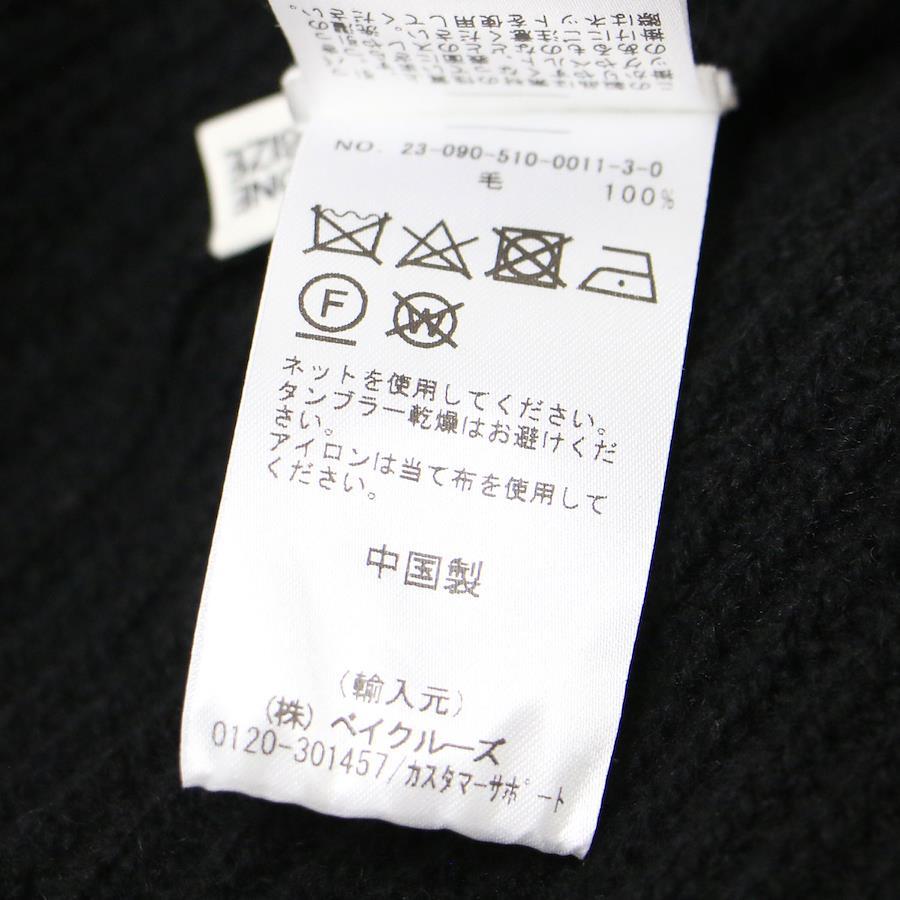 ONE
SIZE
NO. 23-090-510-0011-3-0
毛 100%
F
W
ネットを使用してください。
タンブラー乾燥はお避けくだ
さい。
アイロンは当て布を使用して
ください。
中国製
(輸入元)
(株) ベイクルーズ
0120-301457/カスタマーサポート